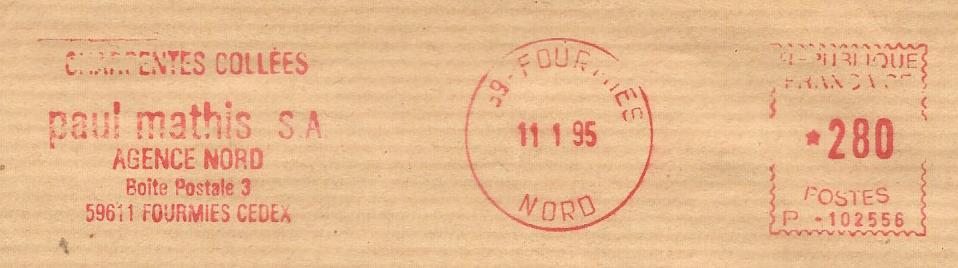 CHARPENTES COLLÉES
paul mathis S.A
AGENCE NORD
Boite Postale 3
59611 FOURMIES CEDEX
59-FOURMIES
11 1 95
NORD
REPUBLIQUE
FRANÇAISE
*280
POSTES
P. *102556